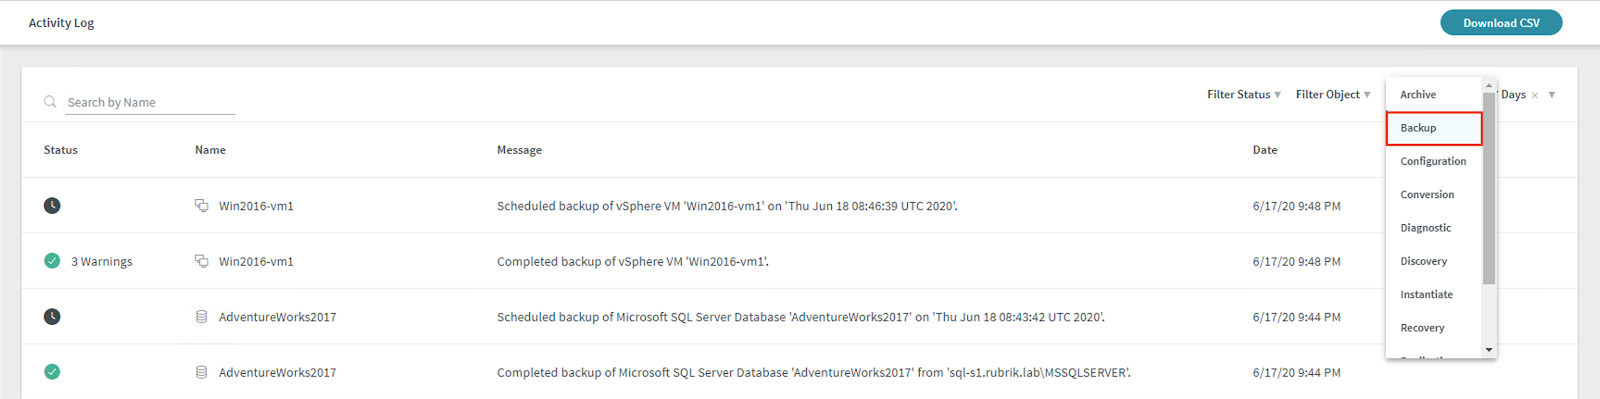 Activity Log Download CSV
Search by Name Filter Status Filter Object Archive Days ×
Backup
Status Name Message Date
Configuration
Conversion
Win2016-vm1 Scheduled backup of vSphere VM 'Win2016-vm1' on 'Thu Jun 18 08:46:39 UTC 2020'. 6/17/20 9:48 PM
Diagnostic
3 Warnings Win2016-vm1 Completed backup of vSphere VM 'Win2016-vm1'. 6/17/20 9:48 PM Discovery
Instantiate
AdventureWorks2017 Scheduled backup of Microsoft SQL Server Database 'AdventureWorks2017' on 'Thu Jun 18 08:43:42 UTC 2020'. 6/17/20 9:44 PM
Recovery
AdventureWorks2017 Completed backup of Microsoft SQL Server Database 'AdventureWorks2017' from 'sql-s1.rubrik.lab\MSSQLSERVER'. 6/17/20 9:44 PM